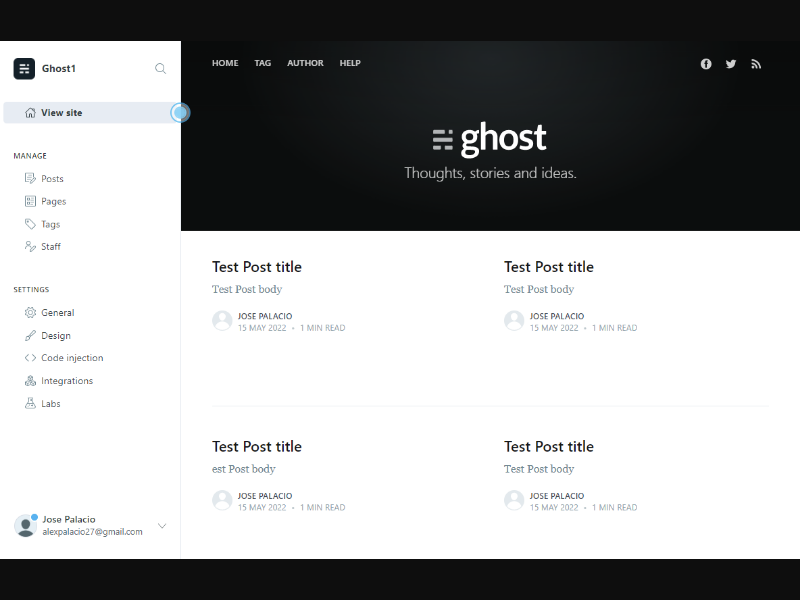 Ghost1
View site
MANAGE
Posts
Pages
Tags
Staff
SETTINGS
General
Design
Code injection
Integrations
Labs
Jose Palacio
alexpalacio27@gmail.com
HOME TAG AUTHOR HELP
ghost
Thoughts, stories and ideas.
Test Post title
Test Post body
JOSE PALACIO
15 MAY 2022 • 1 MIN READ
Test Post title
Test Post body
JOSE PALACIO
15 MAY 2022 • 1 MIN READ
Test Post title
est Post body
JOSE PALACIO
15 MAY 2022 • 1 MIN READ
Test Post title
Test Post body
JOSE PALACIO
15 MAY 2022 • 1 MIN READ